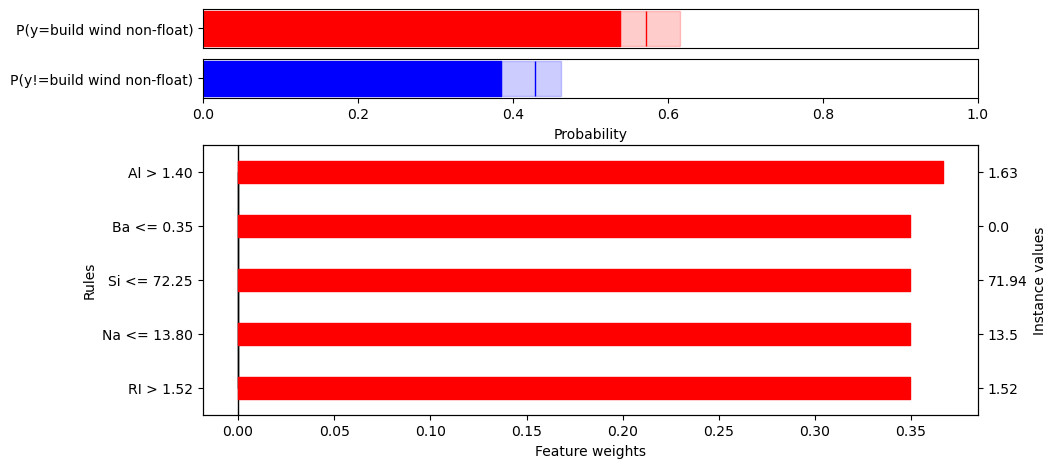 P(y=build wind non-float)
P(y!=build wind non-float)
0.0 0.2 0.4 0.6 0.8 1.0
Probability
Al > 1.40 1.63
Ba <= 0.35 0.0
Si <= 72.25 71.94
Na <= 13.80 13.5
RI > 1.52 1.52
Rules
Instance values
0.00 0.05 0.10 0.15 0.20 0.25 0.30 0.35
Feature weights